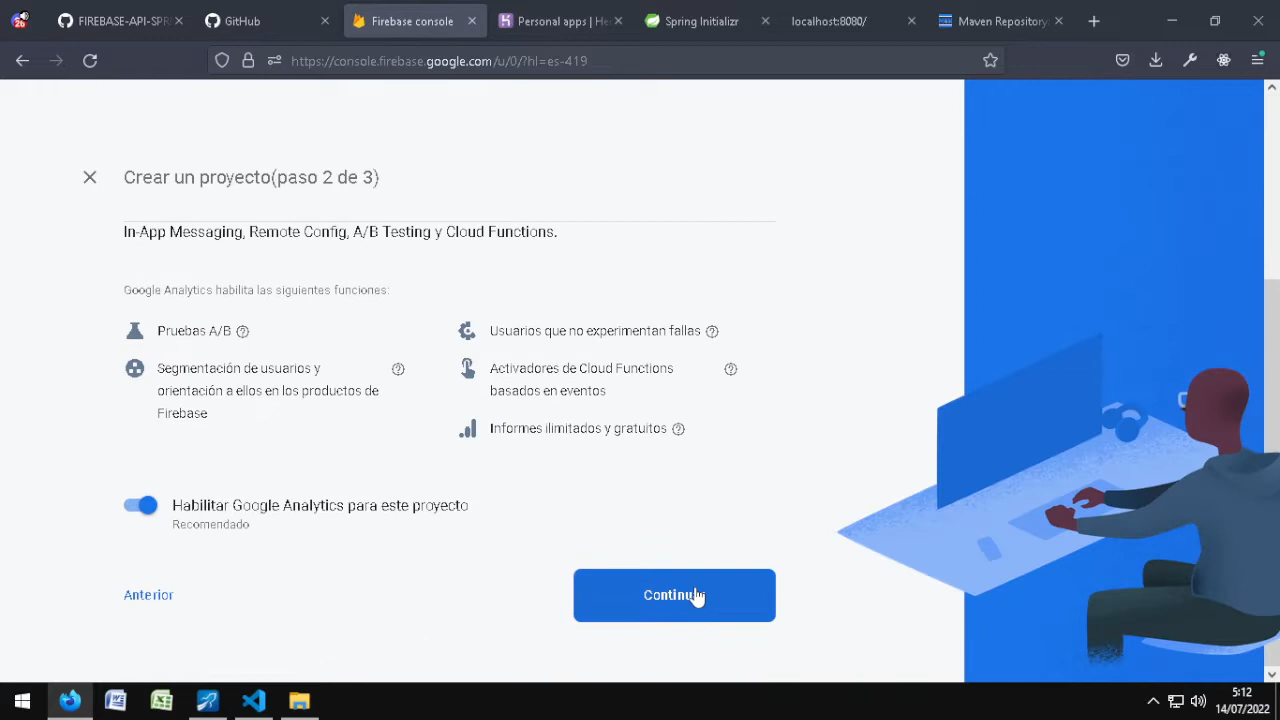 FIREBASE-API-SPR
GitHub
Firebase console
Personal apps | He
Spring Initializr
localhost:8080/
Maven Repository
https://console.firebase.google.com/u/0/?hl=es-419
Crear un proyecto(paso 2 de 3)
In-App Messaging, Remote Config, A/B Testing y Cloud Functions.
Google Analytics habilita las siguientes funciones:
Pruebas A/B
Usuarios que no experimentan fallas
Segmentación de usuarios y
orientación a ellos en los productos de
Firebase
Activadores de Cloud Functions
basados en eventos
Informes ilimitados y gratuitos
Habilitar Google Analytics para este proyecto
Recomendado
Anterior
Continuar
5:12
14/07/2022